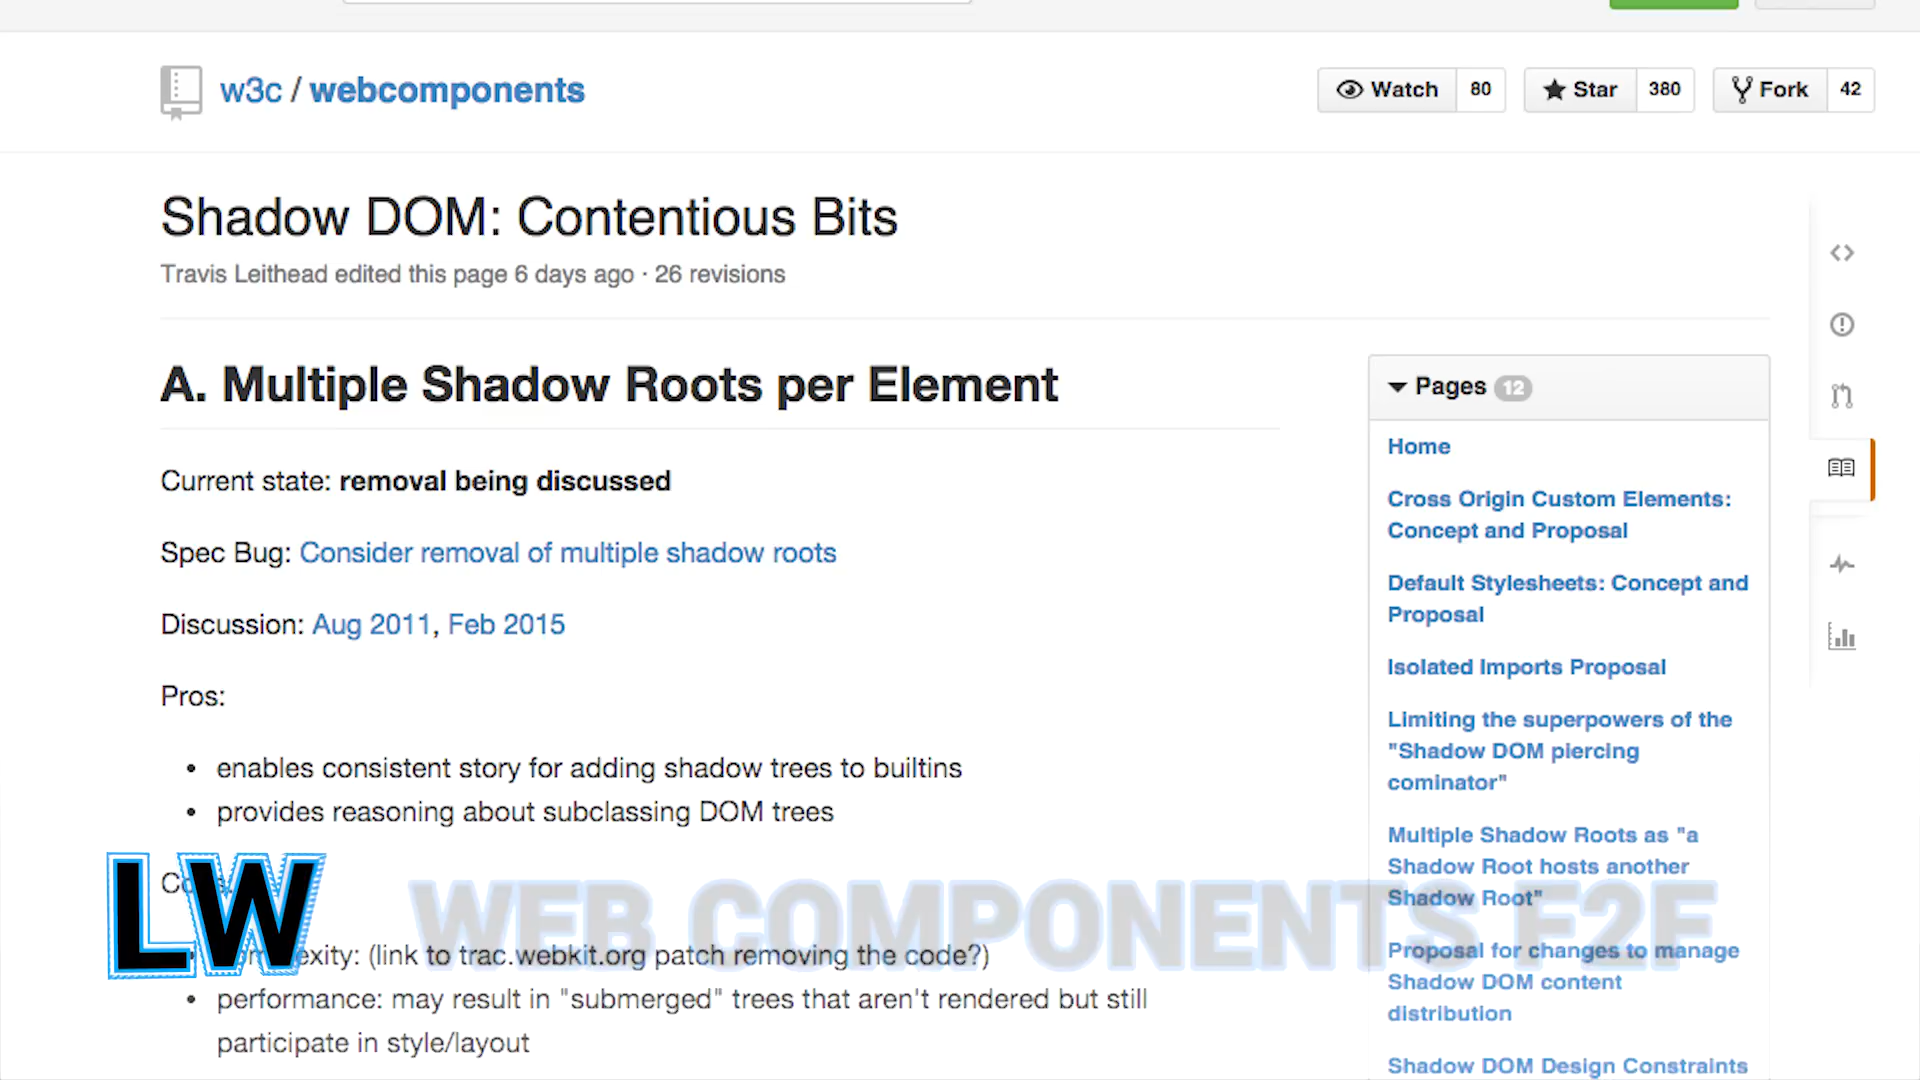 w3c / webcomponents
Watch 80
Star 380
Fork 42
Shadow DOM: Contentious Bits
Travis Leithead edited this page 6 days ago · 26 revisions
A. Multiple Shadow Roots per Element
Current state: removal being discussed
Spec Bug: Consider removal of multiple shadow roots
Discussion: Aug 2011, Feb 2015
Pros:
• enables consistent story for adding shadow trees to builtins
• provides reasoning about subclassing DOM trees
(link to trac.webkit.org patch removing the code?)
• performance: may result in "submerged" trees that aren't rendered but still
participate in style/layout
Pages 12
Home
Cross Origin Custom Elements:
Concept and Proposal
Default Stylesheets: Concept and
Proposal
Isolated Imports Proposal
Limiting the superpowers of the
"Shadow DOM piercing
cominator"
Multiple Shadow Roots as "a
Shadow Root hosts another
Shadow Root"
Proposal for changes to manage
Shadow DOM content
distribution
Shadow DOM Design Constraints
LW
WEB COMPONENTS F2F